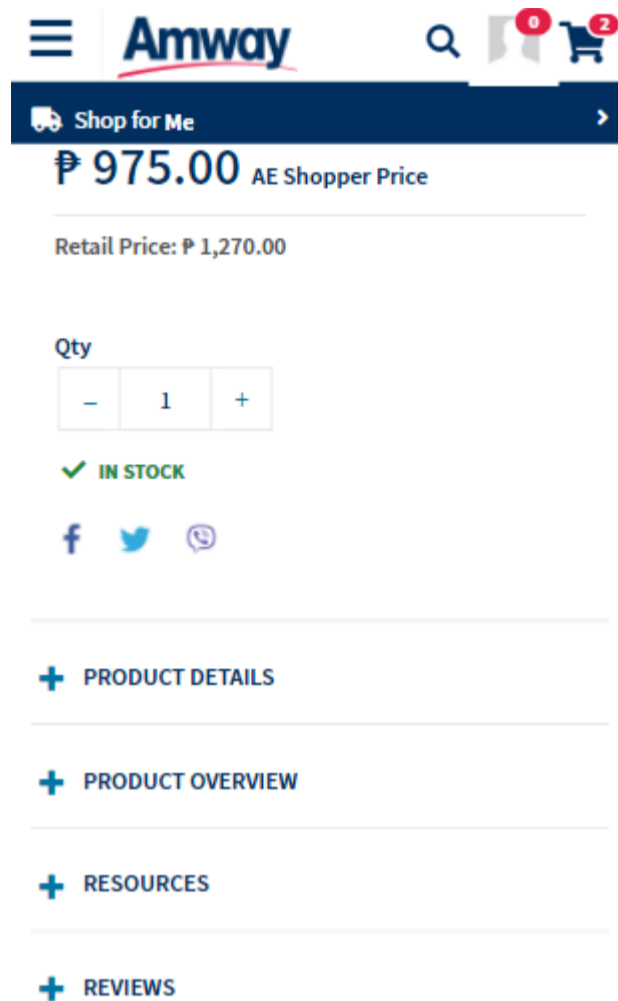 Amway
0
2
Shop for Me
₱ 975.00 AE Shopper Price
Retail Price: ₱ 1,270.00
Qty
– 1 +
IN STOCK
PRODUCT DETAILS
PRODUCT OVERVIEW
RESOURCES
REVIEWS